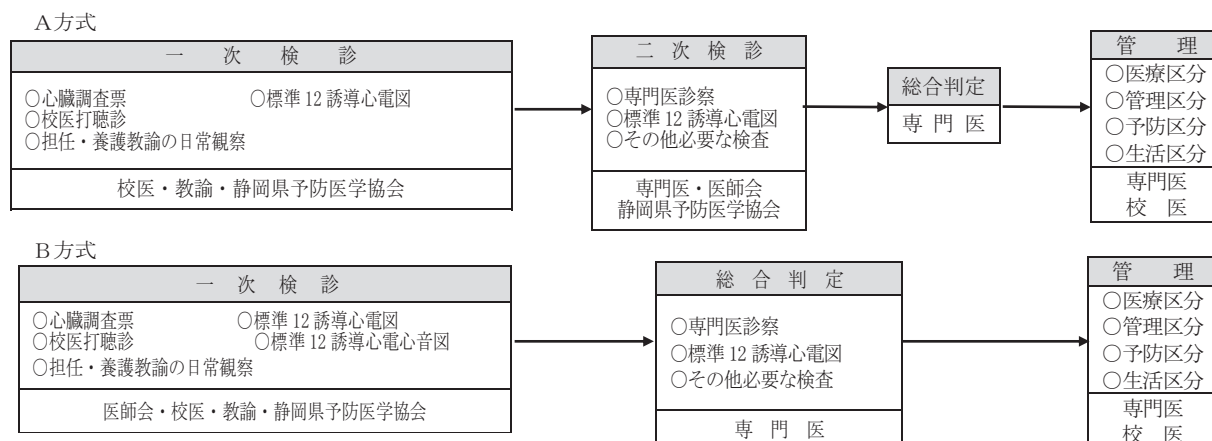 A方式
一次検診
○心臓調査票 ○標準12誘導心電図
○校医打聴診
○担任・養護教諭の日常観察
校医・教諭・静岡県予防医学協会
二次検診
○専門医診察
○標準12誘導心電図
○その他必要な検査
専門医・医師会
静岡県予防医学協会
総合判定
専門医
管理
○医療区分
○管理区分
○予防区分
○生活区分
専門医
校医
B方式
一次検診
○心臓調査票 ○標準12誘導心電図
○校医打聴診 ○標準12誘導心電心音図
○担任・養護教諭の日常観察
医師会・校医・教諭・静岡県予防医学協会
総合判定
○専門医診察
○標準12誘導心電図
○その他必要な検査
専門医
管理
○医療区分
○管理区分
○予防区分
○生活区分
専門医
校医